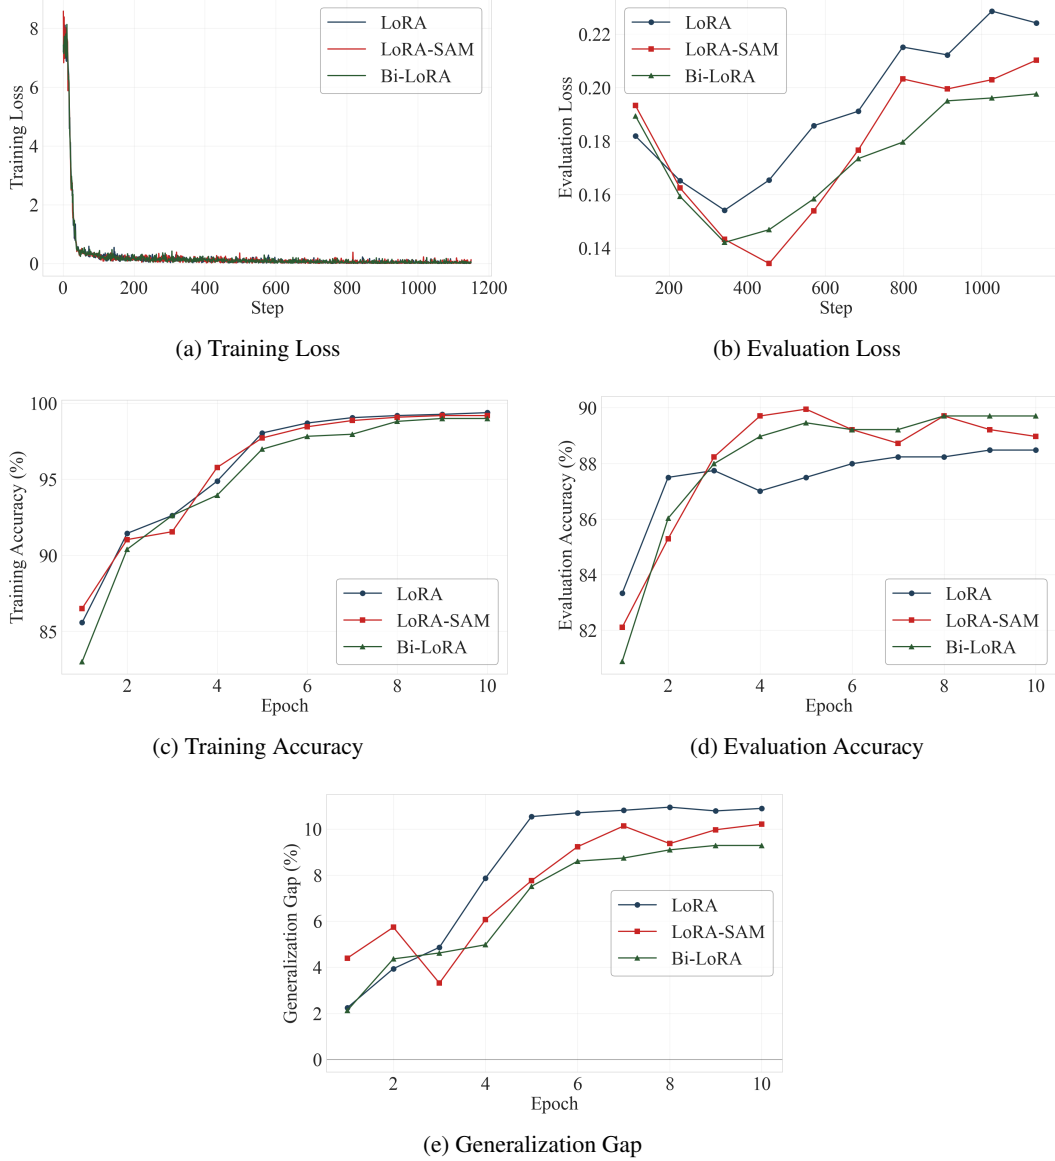 Training Loss
8
6
4
2
0
LoRA
LoRA-SAM
Bi-LoRA
0 200 400 600 800 1000 1200
Step
(a) Training Loss
Evaluation Loss
0.22
0.20
0.18
0.16
0.14
LoRA
LoRA-SAM
Bi-LoRA
200 400 600 800 1000
Step
(b) Evaluation Loss
Training Accuracy (%)
100
95
90
85
LoRA
LoRA-SAM
Bi-LoRA
2 4 6 8 10
Epoch
(c) Training Accuracy
Evaluation Accuracy (%)
90
88
86
84
82
LoRA
LoRA-SAM
Bi-LoRA
2 4 6 8 10
Epoch
(d) Evaluation Accuracy
Generalization Gap (%)
10
8
6
4
2
0
LoRA
LoRA-SAM
Bi-LoRA
2 4 6 8 10
Epoch
(e) Generalization Gap